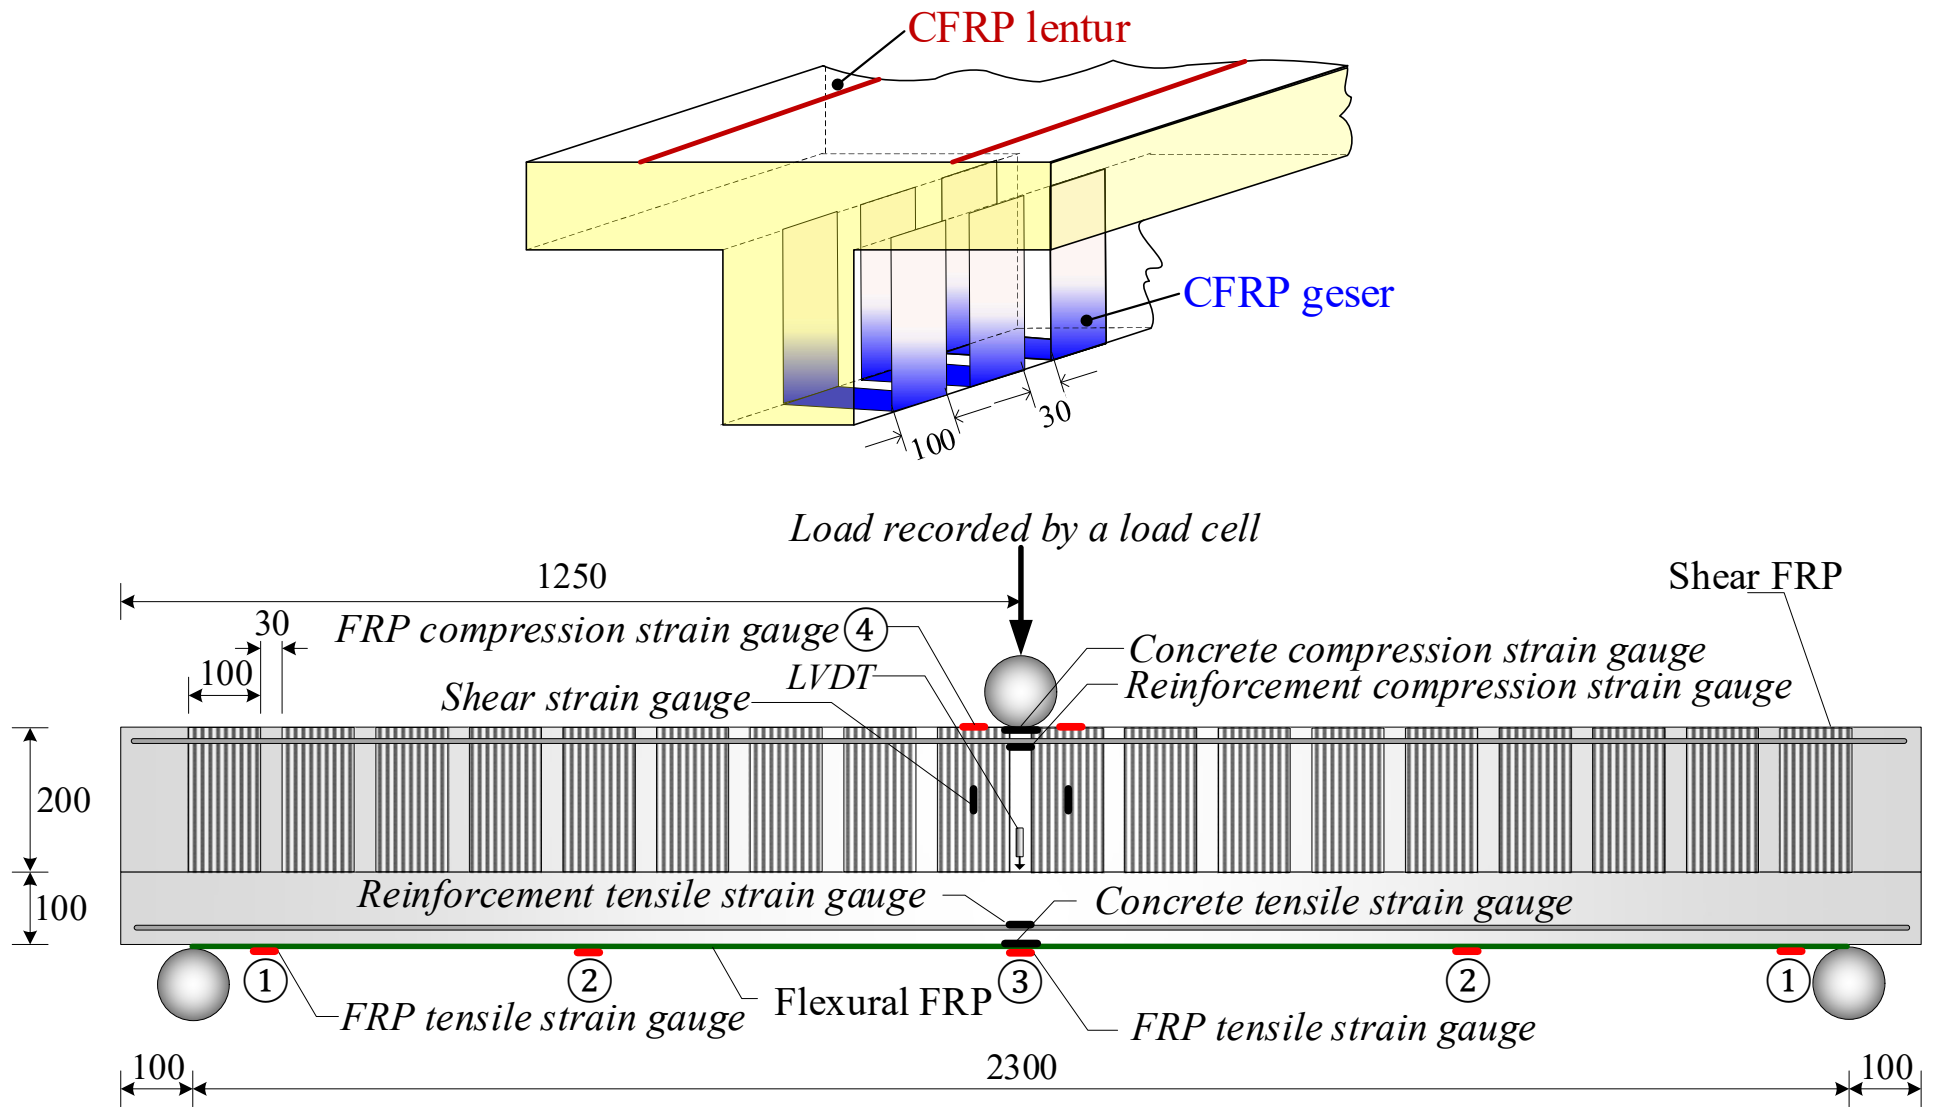 CFRP lentur
CFRP geser
30
100
Load recorded by a load cell
1250
Shear FRP
30
FRP compression strain gauge ④
Concrete compression strain gauge
100
LVDT
Reinforcement compression strain gauge
Shear strain gauge
200
Reinforcement tensile strain gauge
Concrete tensile strain gauge
100
① ② ③ ② ①
Flexural FRP
FRP tensile strain gauge
FRP tensile strain gauge
100 2300 100